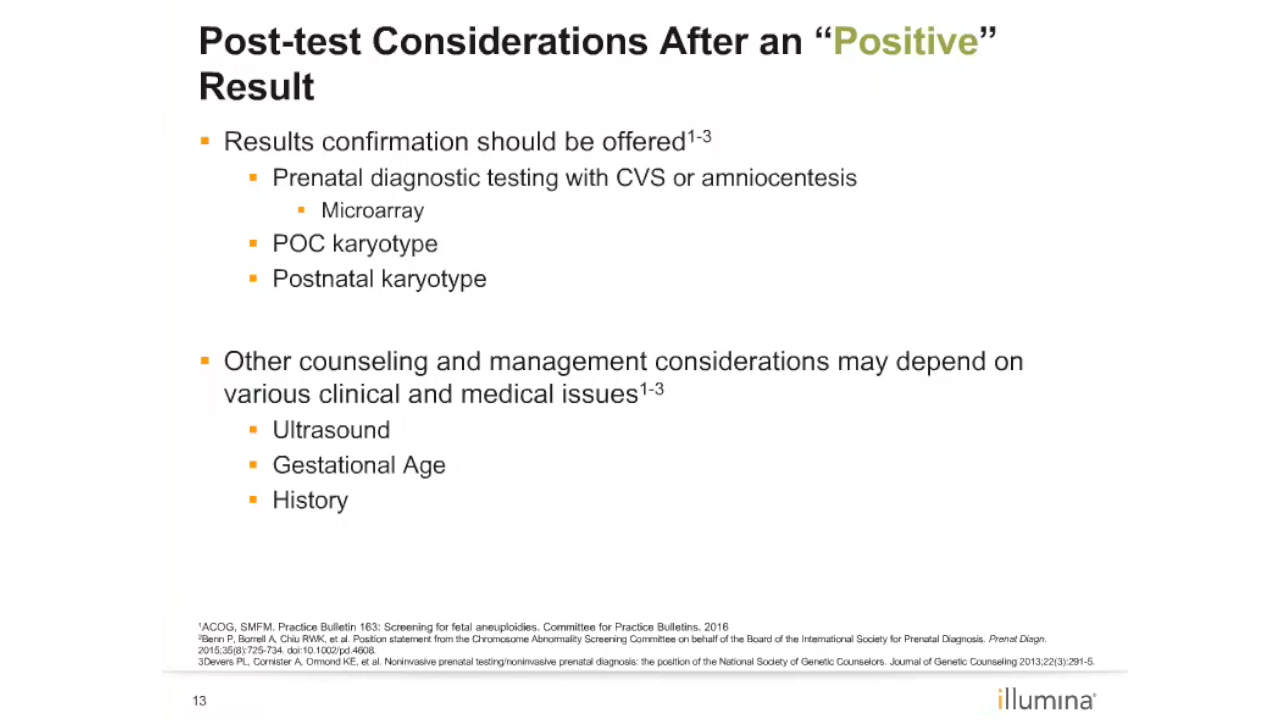 Post-test Considerations After an “Positive”
Result
▪ Results confirmation should be offered1-3
▪ Prenatal diagnostic testing with CVS or amniocentesis
▪ Microarray
▪ POC karyotype
▪ Postnatal karyotype
▪ Other counseling and management considerations may depend on
various clinical and medical issues1-3
▪ Ultrasound
▪ Gestational Age
▪ History
1ACOG, SMFM. Practice Bulletin 163: Screening for fetal aneuploidies. Committee for Practice Bulletins. 2016
2Benn P, Borrell A, Chiu RWK, et al. Position statement from the Chromosome Abnormality Screening Committee on behalf of the Board of the International Society for Prenatal Diagnosis. Prenat Diagn.
2015;35(8):725-734. doi:10.1002/pd.4608.
3Devers PL, Cornister A, Ormond KE, et al. Noninvasive prenatal testing/noninvasive prenatal diagnosis: the position of the National Society of Genetic Counselors. Journal of Genetic Counseling 2013;22(3):291-5.
13
illumina®